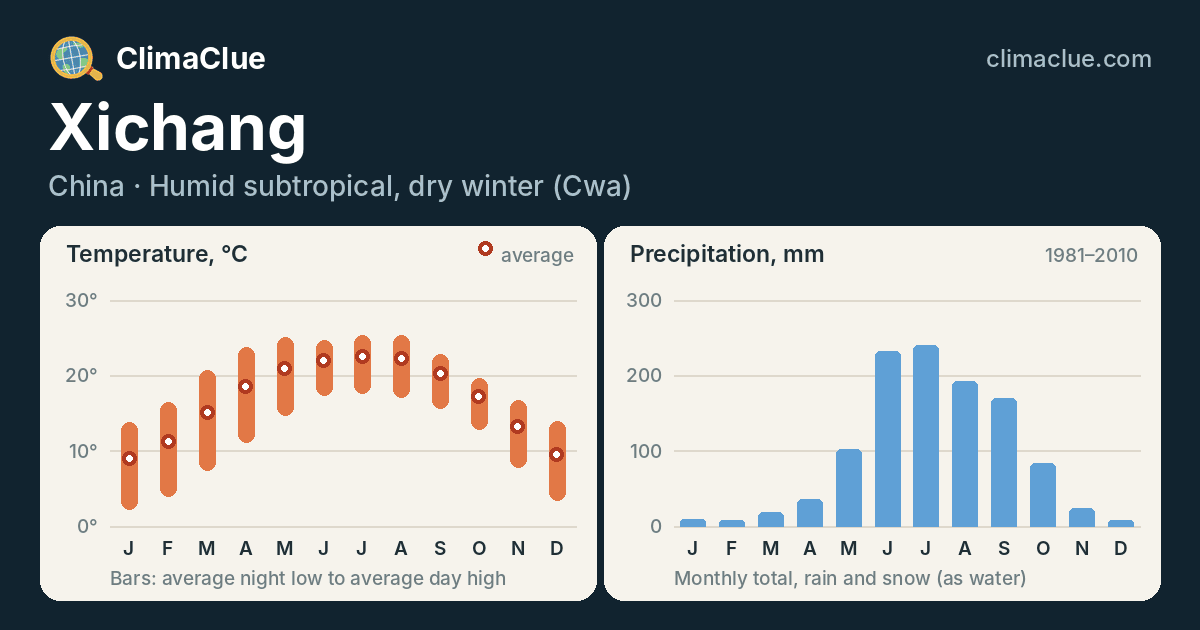 ClimaClue
climaclue.com
Xichang
China · Humid subtropical, dry winter (Cwa)
Temperature, °C
average
30°
20°
10°
0°
J F M A M J J A S O N D
Bars: average night low to average day high
Precipitation, mm
1981–2010
300
200
100
0
J F M A M J J A S O N D
Monthly total, rain and snow (as water)